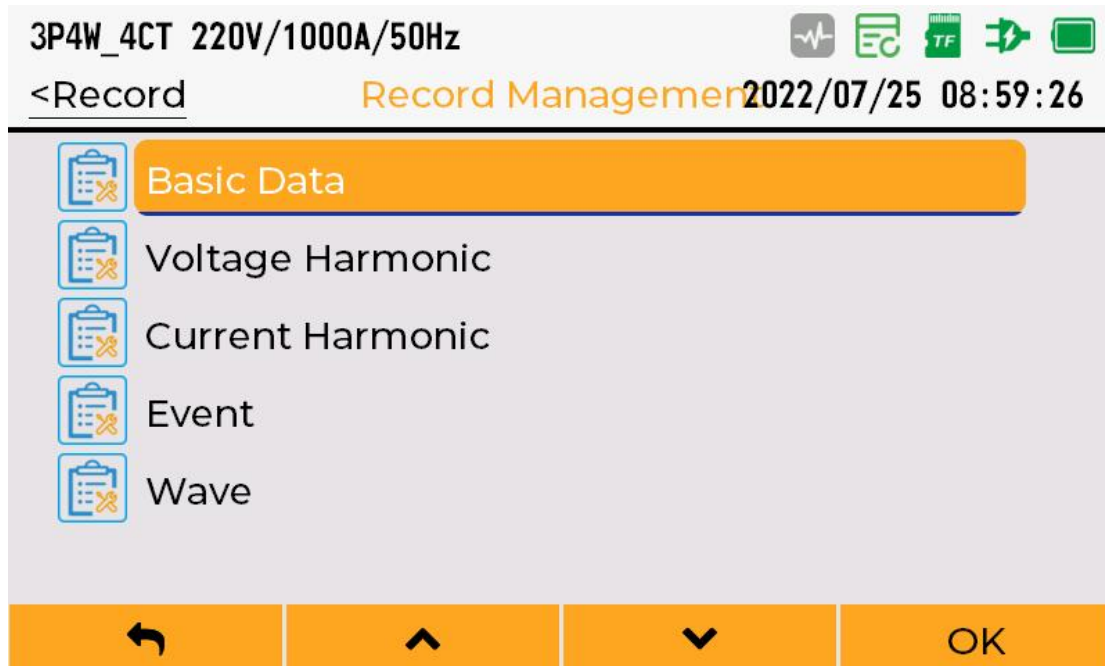 3P4W_4CT 220V/1000A/50Hz TF
<Record Record Managemen 2022/07/25 08:59:26
Basic Data
Voltage Harmonic
Current Harmonic
Event
Wave
OK